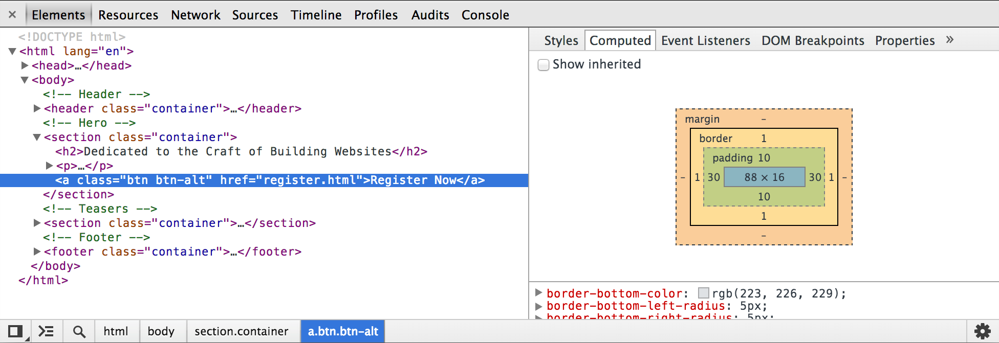 × Elements Resources Network Sources Timeline Profiles Audits Console
<!DOCTYPE html>
▼<html lang="en">
▶<head>…</head>
▼<body>
<!-- Header -->
▶<header class="container">…</header>
<!-- Hero -->
▼<section class="container">
<h2>Dedicated to the Craft of Building Websites</h2>
▶<p>…</p>
<a class="btn btn-alt" href="register.html">Register Now</a>
</section>
<!-- Teasers -->
▶<section class="container">…</section>
<!-- Footer -->
▶<footer class="container">…</footer>
</body>
</html>
Styles Computed Event Listeners DOM Breakpoints Properties »
Show inherited
margin –
border 1
padding 10
– 1 30 88 × 16 30 1 –
10
1
–
▶ border-bottom-color: rgb(223, 226, 229);
▶ border-bottom-left-radius: 5px;
▶ border-bottom-right-radius: 5px;
html body section.container a.btn.btn-alt